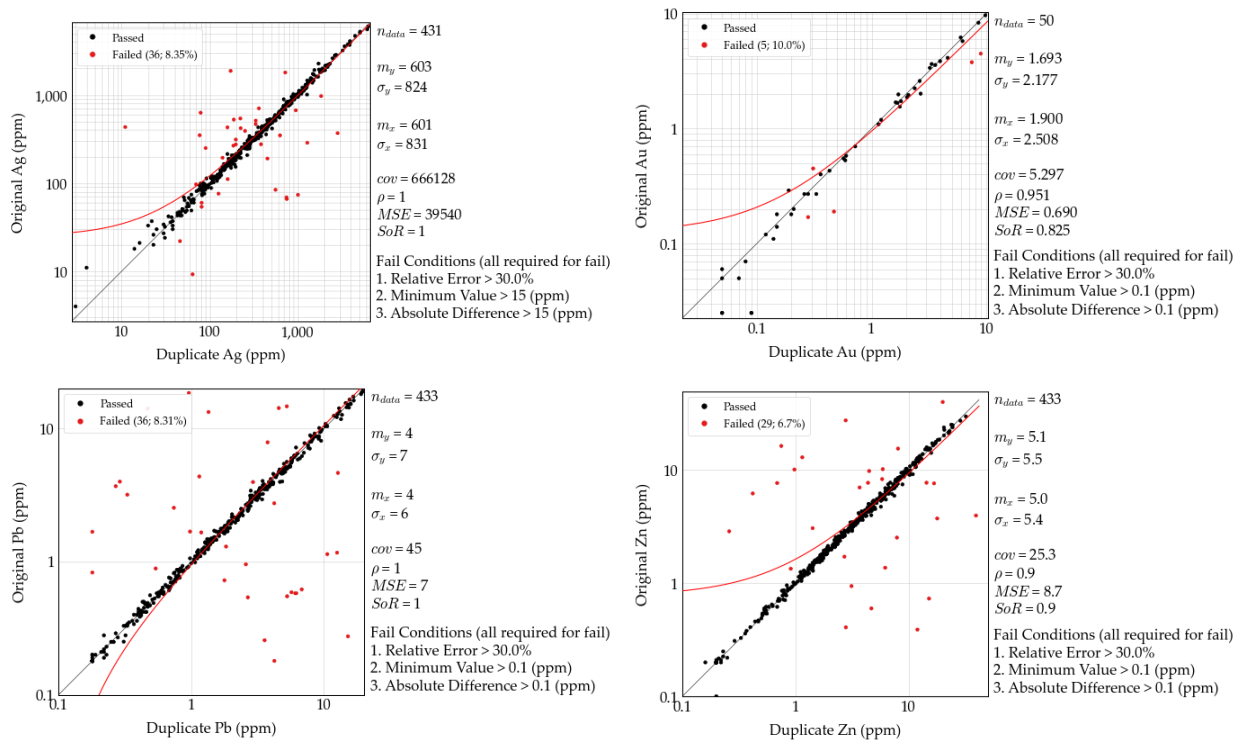 Passed
Failed (36; 8.35%)
1,000
100
10
10
100
1,000
Original Ag (ppm)
Duplicate Ag (ppm)
n_data = 431
m_y = 603
σ_y = 824
m_x = 601
σ_x = 831
cov = 666128
ρ = 1
MSE = 39540
SoR = 1
Fail Conditions (all required for fail)
1. Relative Error > 30.0%
2. Minimum Value > 15 (ppm)
3. Absolute Difference > 15 (ppm)
Passed
Failed (5; 10.0%)
10
1
0.1
0.1
1
10
Original Au (ppm)
Duplicate Au (ppm)
n_data = 50
m_y = 1.693
σ_y = 2.177
m_x = 1.900
σ_x = 2.508
cov = 5.297
ρ = 0.951
MSE = 0.690
SoR = 0.825
Fail Conditions (all required for fail)
1. Relative Error > 30.0%
2. Minimum Value > 0.1 (ppm)
3. Absolute Difference > 0.1 (ppm)
Passed
Failed (36; 8.31%)
10
1
0.1
0.1
1
10
Original Pb (ppm)
Duplicate Pb (ppm)
n_data = 433
m_y = 4
σ_y = 7
m_x = 4
σ_x = 6
cov = 45
ρ = 1
MSE = 7
SoR = 1
Fail Conditions (all required for fail)
1. Relative Error > 30.0%
2. Minimum Value > 0.1 (ppm)
3. Absolute Difference > 0.1 (ppm)
Passed
Failed (29; 6.7%)
10
1
0.1
0.1
1
10
Original Zn (ppm)
Duplicate Zn (ppm)
n_data = 433
m_y = 5.1
σ_y = 5.5
m_x = 5.0
σ_x = 5.4
cov = 25.3
ρ = 0.9
MSE = 8.7
SoR = 0.9
Fail Conditions (all required for fail)
1. Relative Error > 30.0%
2. Minimum Value > 0.1 (ppm)
3. Absolute Difference > 0.1 (ppm)